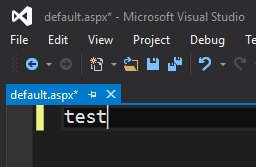 default.aspx* - Microsoft Visual Studio
File Edit View Project Debug Te
default.aspx*
test